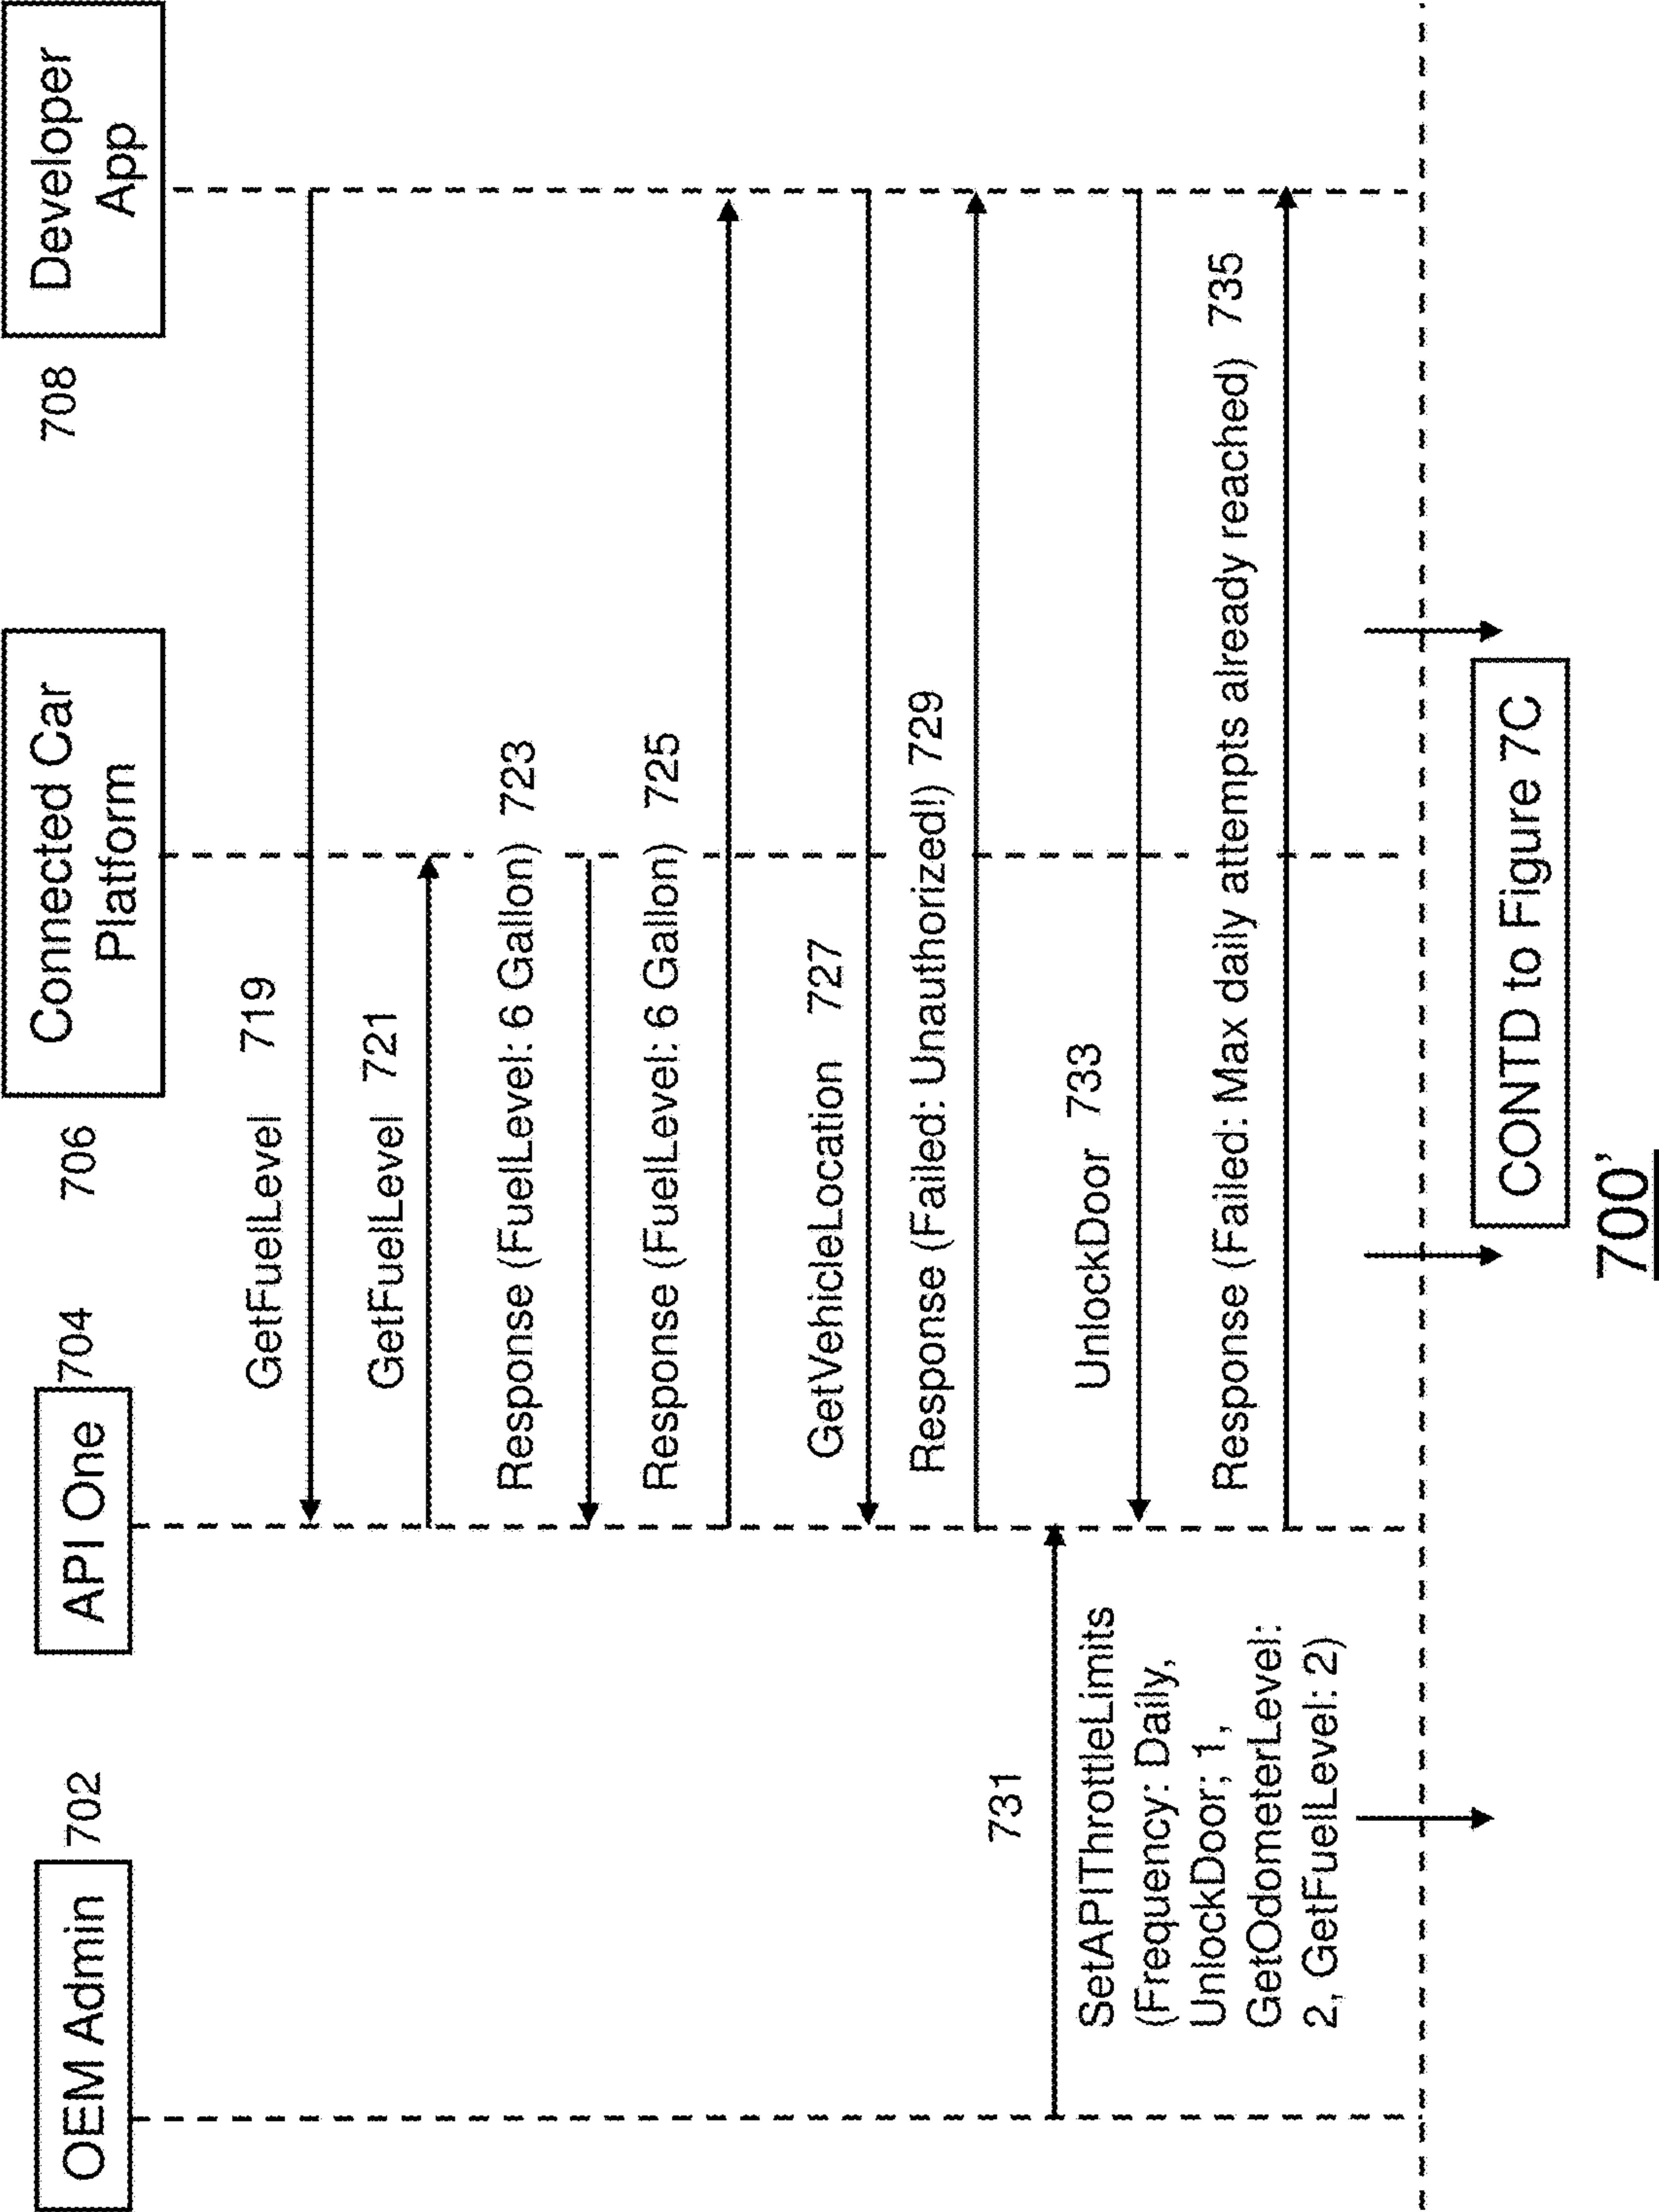 OEM Admin
702
API One
704
706
Connected Car
Platform
708
Developer
App
GetFuelLevel 719
GetFuelLevel 721
Response (FuelLevel: 6 Gallon) 723
Response (FuelLevel: 6 Gallon) 725
GetVehicleLocation 727
Response (Failed: Unauthorized!) 729
731
SetAPIThrottleLimits
(Frequency: Daily,
UnlockDoor; 1,
GetOdometerLevel:
2, GetFuelLevel: 2)
UnlockDoor 733
Response (Failed: Max daily attempts already reached) 735
CONTD to Figure 7C
700'